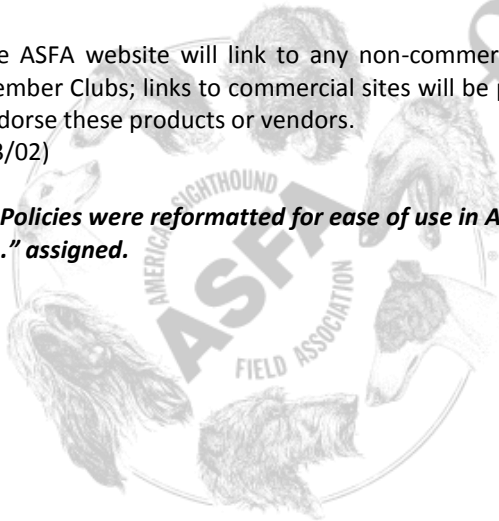 e ASFA website will link to any non-commer
ember Clubs; links to commercial sites will be p
dorse these products or vendors.
3/02)
Policies were reformatted for ease of use in A
.” assigned.
AMERICAN SIGHTHOUND
ASFA
FIELD ASSOCIATION
®